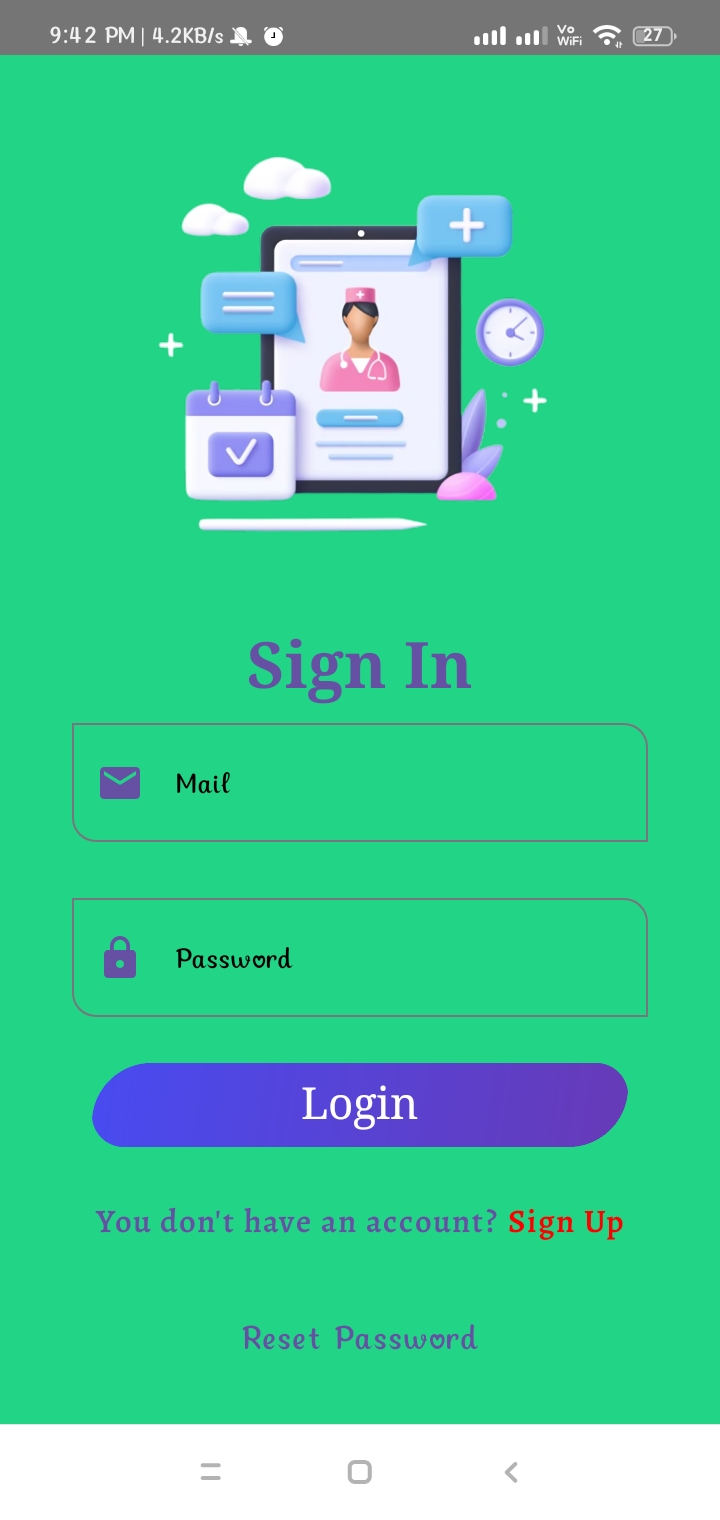 9:42 PM | 4.2KB/s Vo WiFi 27
Sign In
Mail
Password
Login
You don't have an account? Sign Up
Reset Password